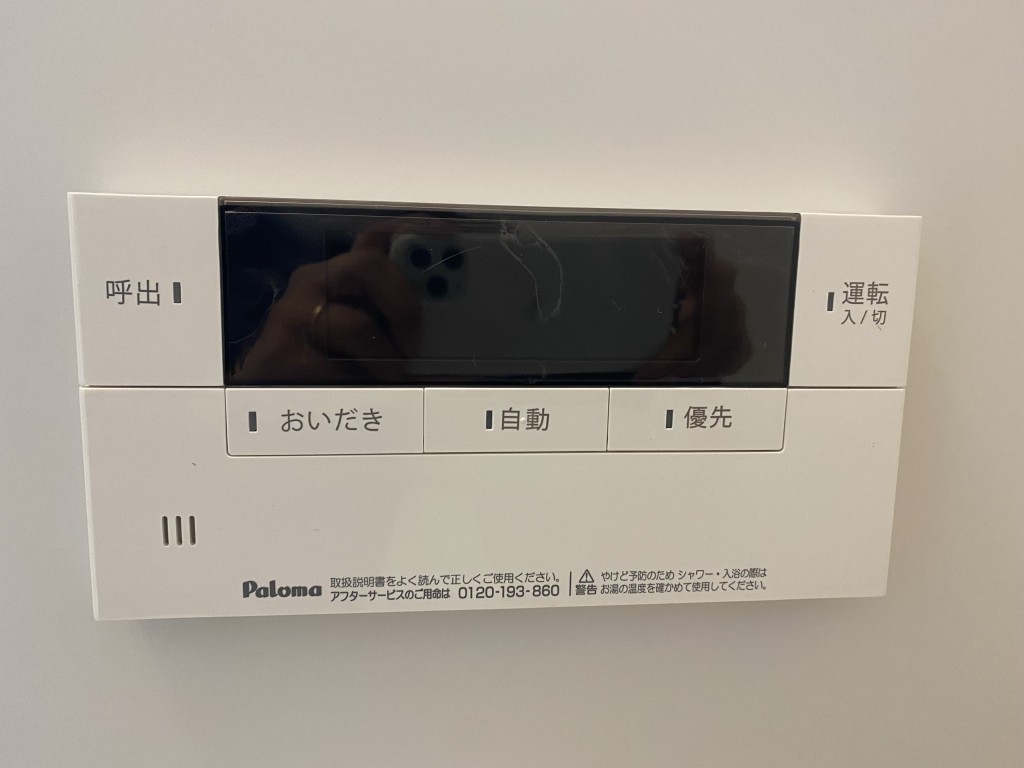 呼出
運転
入/切
おいだき
自動
優先
Paloma
取扱説明書をよく読んで正しくご使用ください。
アフターサービスのご用命は 0120-193-860
警告
やけど予防のため シャワー・入浴の際は
お湯の温度を確かめて使用してください。